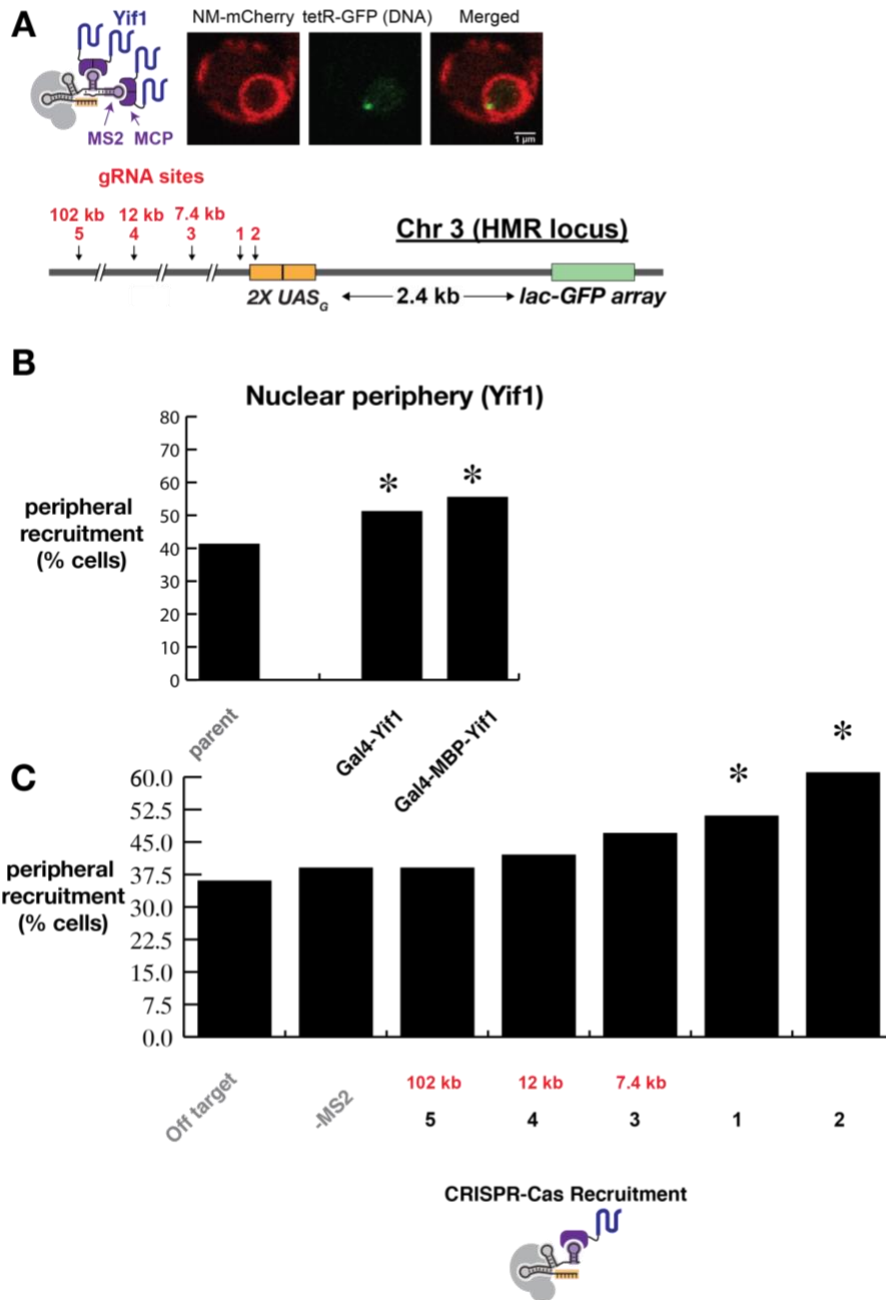 A
Yif1
NM-mCherry tetR-GFP (DNA) Merged
MS2 MCP
1 µm
gRNA sites
102 kb 12 kb 7.4 kb
5 4 3 1 2
Chr 3 (HMR locus)
2X UASG 2.4 kb lac-GFP array
B
Nuclear periphery (Yif1)
peripheral
recruitment
(% cells)
80
70
60
50
40
30
20
10
0
* *
parent Gal4-Yif1 Gal4-MBP-Yif1
C
peripheral
recruitment
(% cells)
60.0
52.5
45.0
37.5
30.0
22.5
15.0
7.5
0.0
* *
Off target -MS2
102 kb 12 kb 7.4 kb
5 4 3 1 2
CRISPR-Cas Recruitment